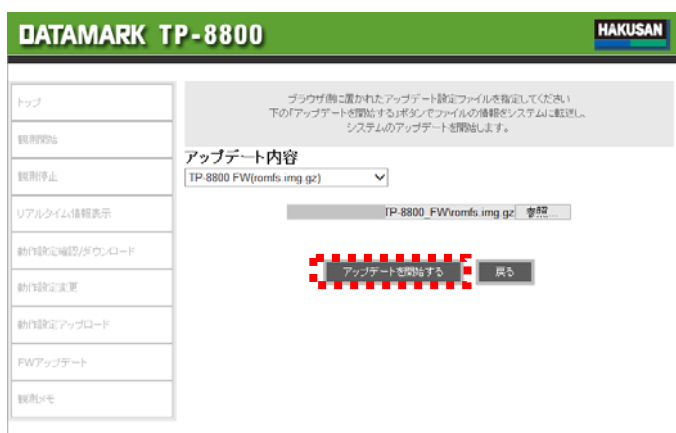 DATAMARK TP-8800
HAKUSAN
トップ
観測開始
観測停止
リアルタイム情報表示
動作設定確認/ダウンロード
動作設定変更
動作設定アップロード
FWアップデート
観測メモ
ブラウザ側に置かれたアップデート設定ファイルを指定してください
下の「アップデートを開始する」ボタンでファイルの情報をシステムに転送し、
システムのアップデートを開始します。
アップデート内容
TP-8800 FW(romfs.img.gz)
TP-8800_FW\romfs.img.gz 参照...
アップデートを開始する 戻る